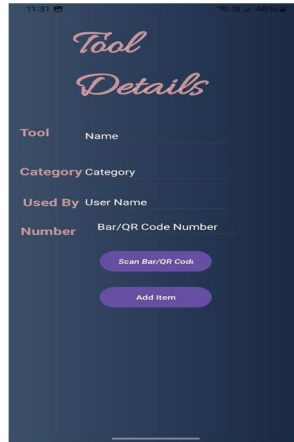 11:31
46%
Tool
Details
Tool Name
Category Category
Used By User Name
Number Bar/QR Code Number
Scan Bar/QR Code
Add Item